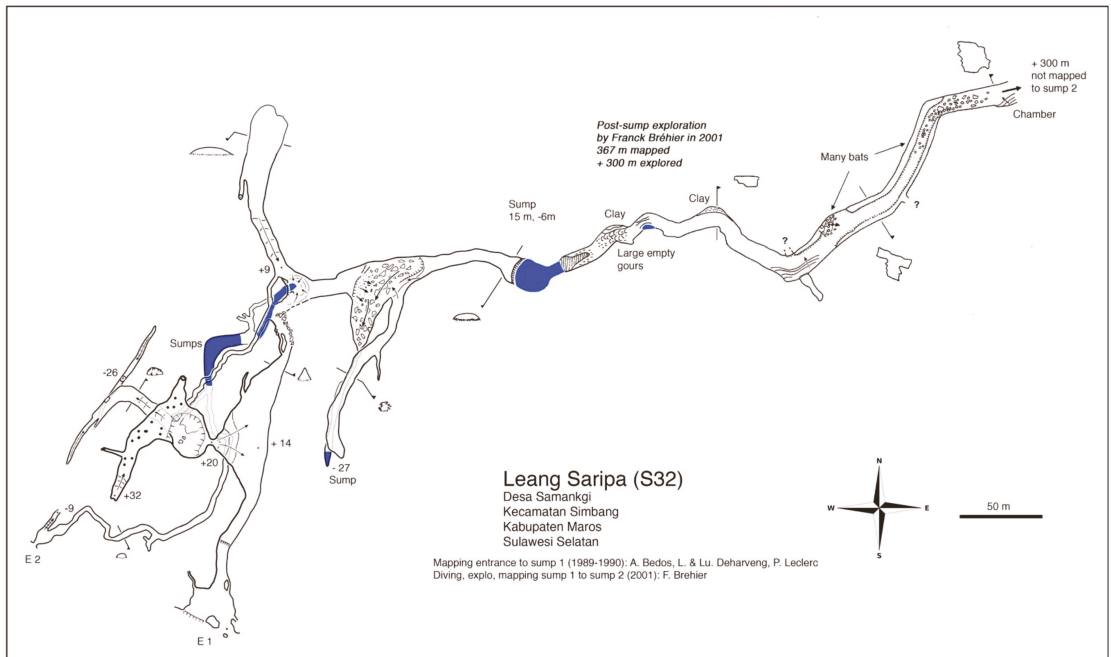 + 300 m
not mapped
to sump 2
Chamber
Post-sump exploration
by Franck Bréhier in 2001
367 m mapped
+ 300 m explored
Many bats
Sump
15 m, -6m
Clay
Clay
?
?
Large empty
gours
+9
Sumps
-26
+ 14
+20
+32
-9
- 27
Sump
E 2
E 1
Leang Saripa (S32)
Desa Samankgi
Kecamatan Simbang
Kabupaten Maros
Sulawesi Selatan
Mapping entrance to sump 1 (1989-1990): A. Bedos, L. & Lu. Deharveng, P. Leclerc
Diving, explo, mapping sump 1 to sump 2 (2001): F. Brehier
N
W
E
S
50 m